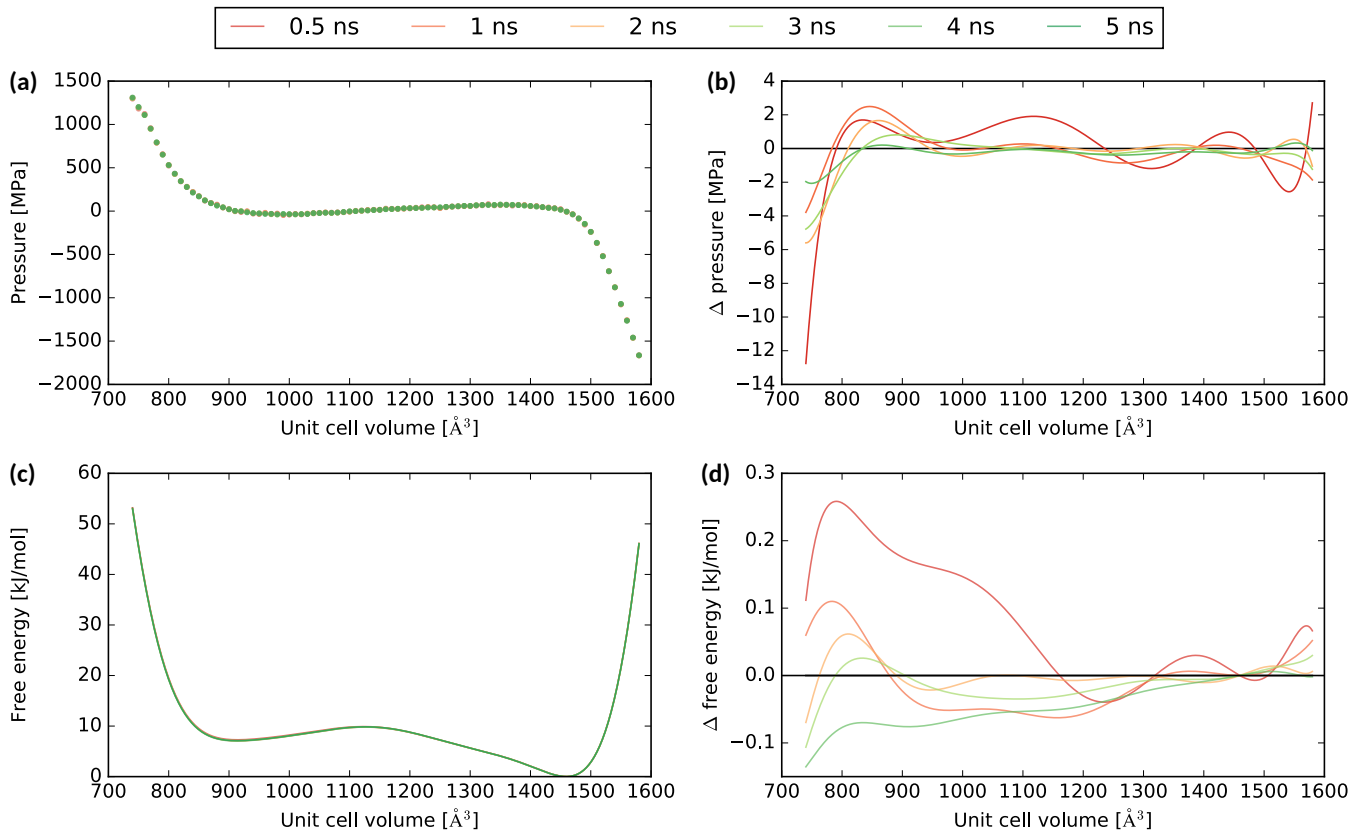 0.5 ns 1 ns 2 ns 3 ns 4 ns 5 ns
(a)
1500
1000
500
0
−500
−1000
−1500
−2000
Pressure [MPa]
700 800 900 1000 1100 1200 1300 1400 1500 1600
Unit cell volume [Å³]
(b)
4
2
0
−2
−4
−6
−8
−10
−12
−14
Δ pressure [MPa]
700 800 900 1000 1100 1200 1300 1400 1500 1600
Unit cell volume [Å³]
(c)
60
50
40
30
20
10
0
Free energy [kJ/mol]
700 800 900 1000 1100 1200 1300 1400 1500 1600
Unit cell volume [Å³]
(d)
0.3
0.2
0.1
0.0
−0.1
Δ free energy [kJ/mol]
700 800 900 1000 1100 1200 1300 1400 1500 1600
Unit cell volume [Å³]